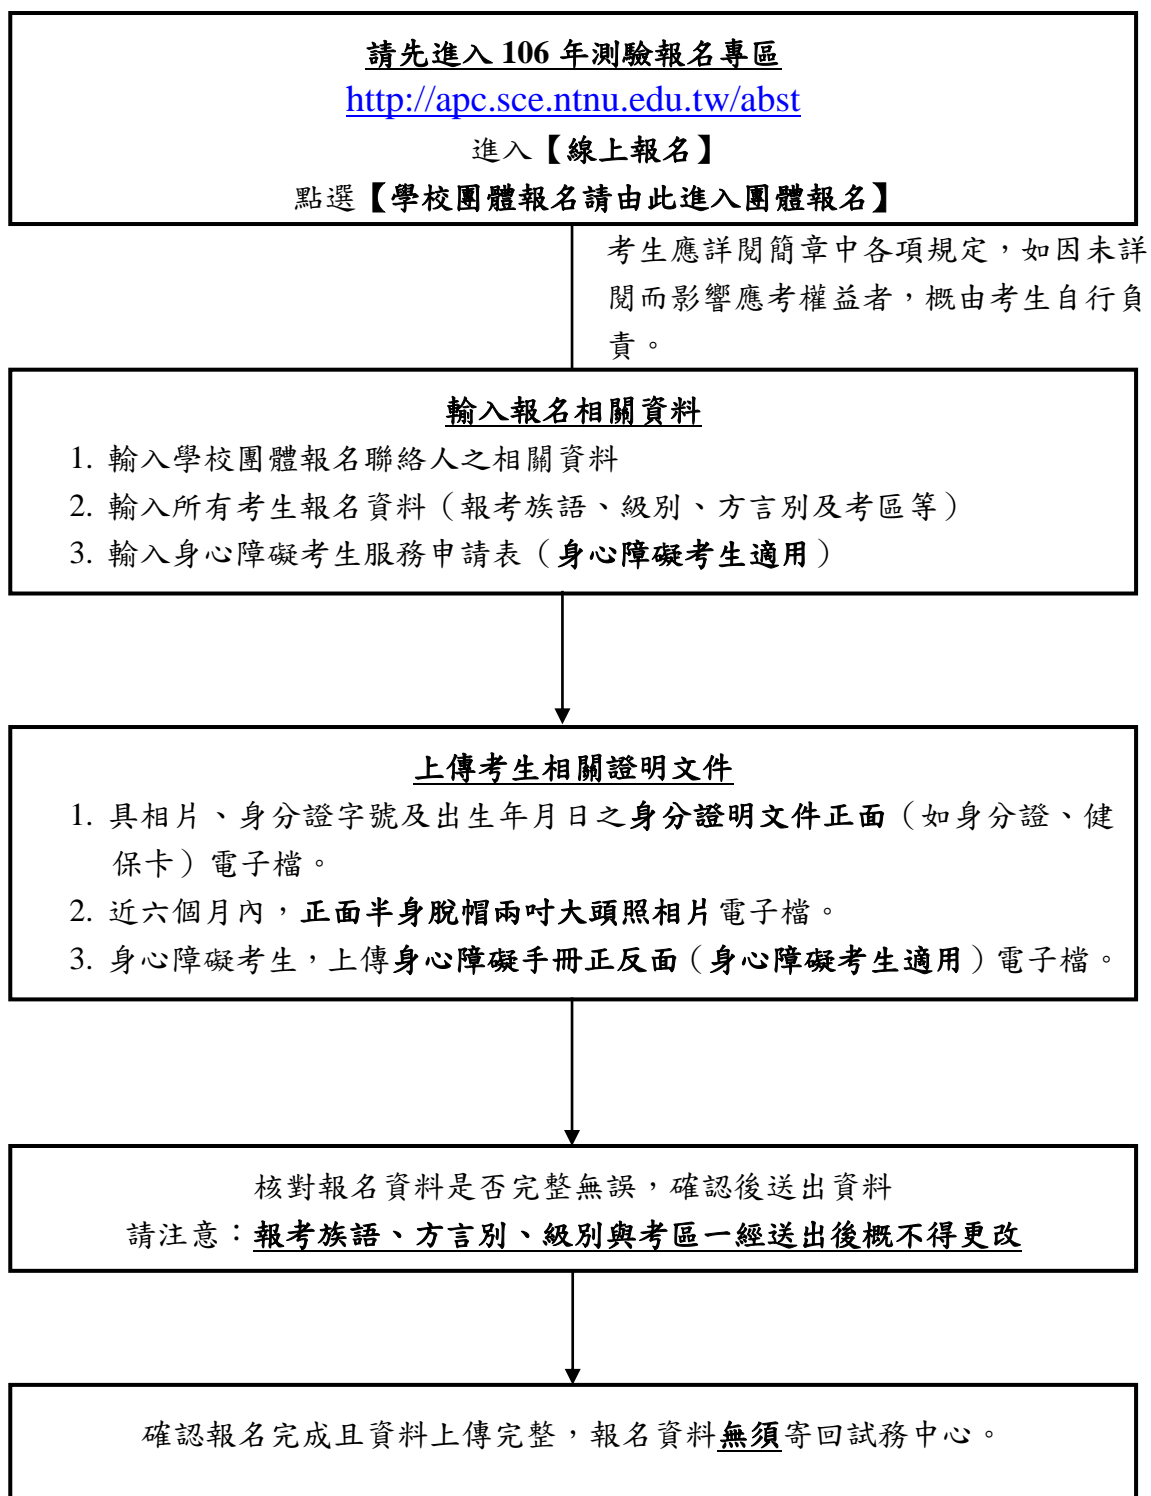 請先進入 106 年測驗報名專區
http://apc.sce.ntnu.edu.tw/abst
進入【線上報名】
點選【學校團體報名請由此進入團體報名】
考生應詳閱簡章中各項規定，如因未詳
閱而影響應考權益者，概由考生自行負
責。
輸入報名相關資料
1. 輸入學校團體報名聯絡人之相關資料
2. 輸入所有考生報名資料（報考族語、級別、方言別及考區等）
3. 輸入身心障礙考生服務申請表（身心障礙考生適用）
上傳考生相關證明文件
1. 具相片、身分證字號及出生年月日之身分證明文件正面（如身分證、健
保卡）電子檔。
2. 近六個月內，正面半身脫帽兩吋大頭照相片電子檔。
3. 身心障礙考生，上傳身心障礙手冊正反面（身心障礙考生適用）電子檔。
核對報名資料是否完整無誤，確認後送出資料
請注意：報考族語、方言別、級別與考區一經送出後概不得更改
確認報名完成且資料上傳完整，報名資料無須寄回試務中心。